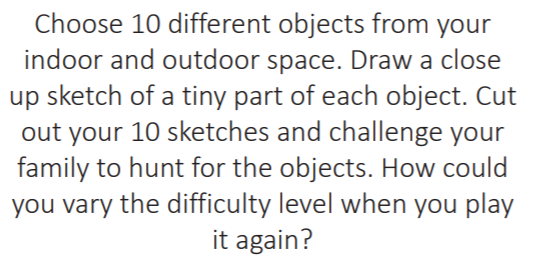 Choose 10 different objects from your
indoor and outdoor space. Draw a close
up sketch of a tiny part of each object. Cut
out your 10 sketches and challenge your
family to hunt for the objects. How could
you vary the difficulty level when you play
it again?